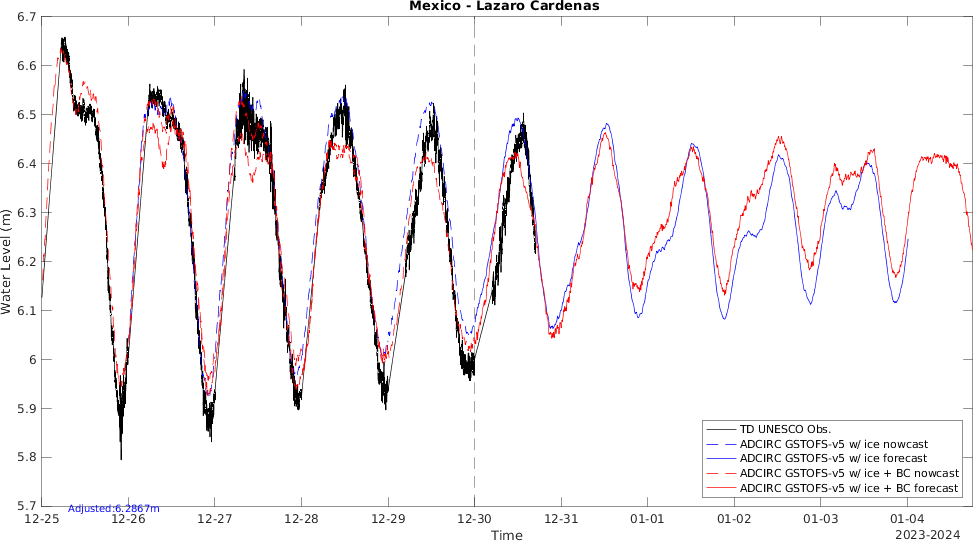 Mexico - Lazaro Cardenas
6.7
6.6
6.5
6.4
6.3
6.2
6.1
6
5.9
5.8
5.7
Water Level (m)
TD UNESCO Obs.
ADCIRC GSTOFS-v5 w/ ice nowcast
ADCIRC GSTOFS-v5 w/ ice forecast
ADCIRC GSTOFS-v5 w/ ice + BC nowcast
ADCIRC GSTOFS-v5 w/ ice + BC forecast
Adjusted:6.2867m
12-25 12-26 12-27 12-28 12-29 12-30 12-31 01-01 01-02 01-03 01-04
Time
2023-2024